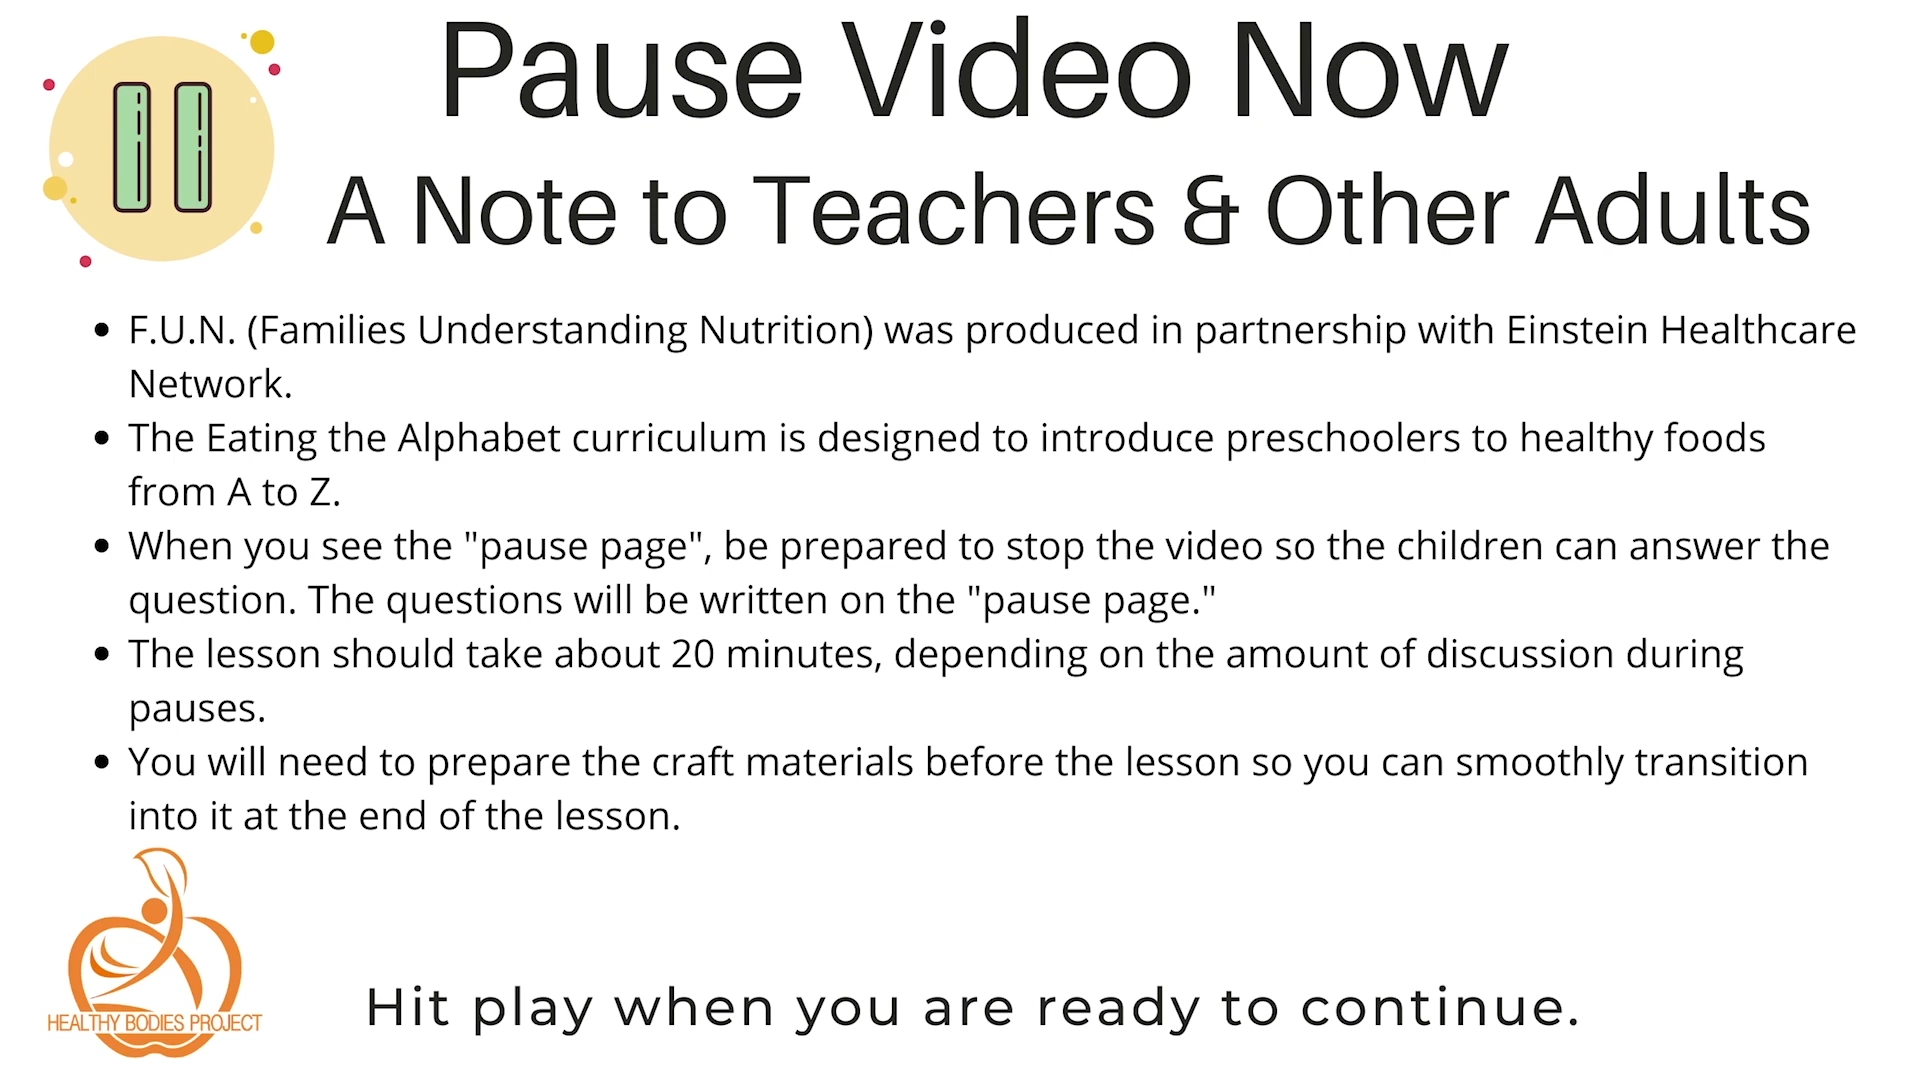 Pause Video Now
A Note to Teachers & Other Adults
• F.U.N. (Families Understanding Nutrition) was produced in partnership with Einstein Healthcare
Network.
• The Eating the Alphabet curriculum is designed to introduce preschoolers to healthy foods
from A to Z.
• When you see the "pause page", be prepared to stop the video so the children can answer the
question. The questions will be written on the "pause page."
• The lesson should take about 20 minutes, depending on the amount of discussion during
pauses.
• You will need to prepare the craft materials before the lesson so you can smoothly transition
into it at the end of the lesson.
HEALTHY BODIES PROJECT
Hit play when you are ready to continue.